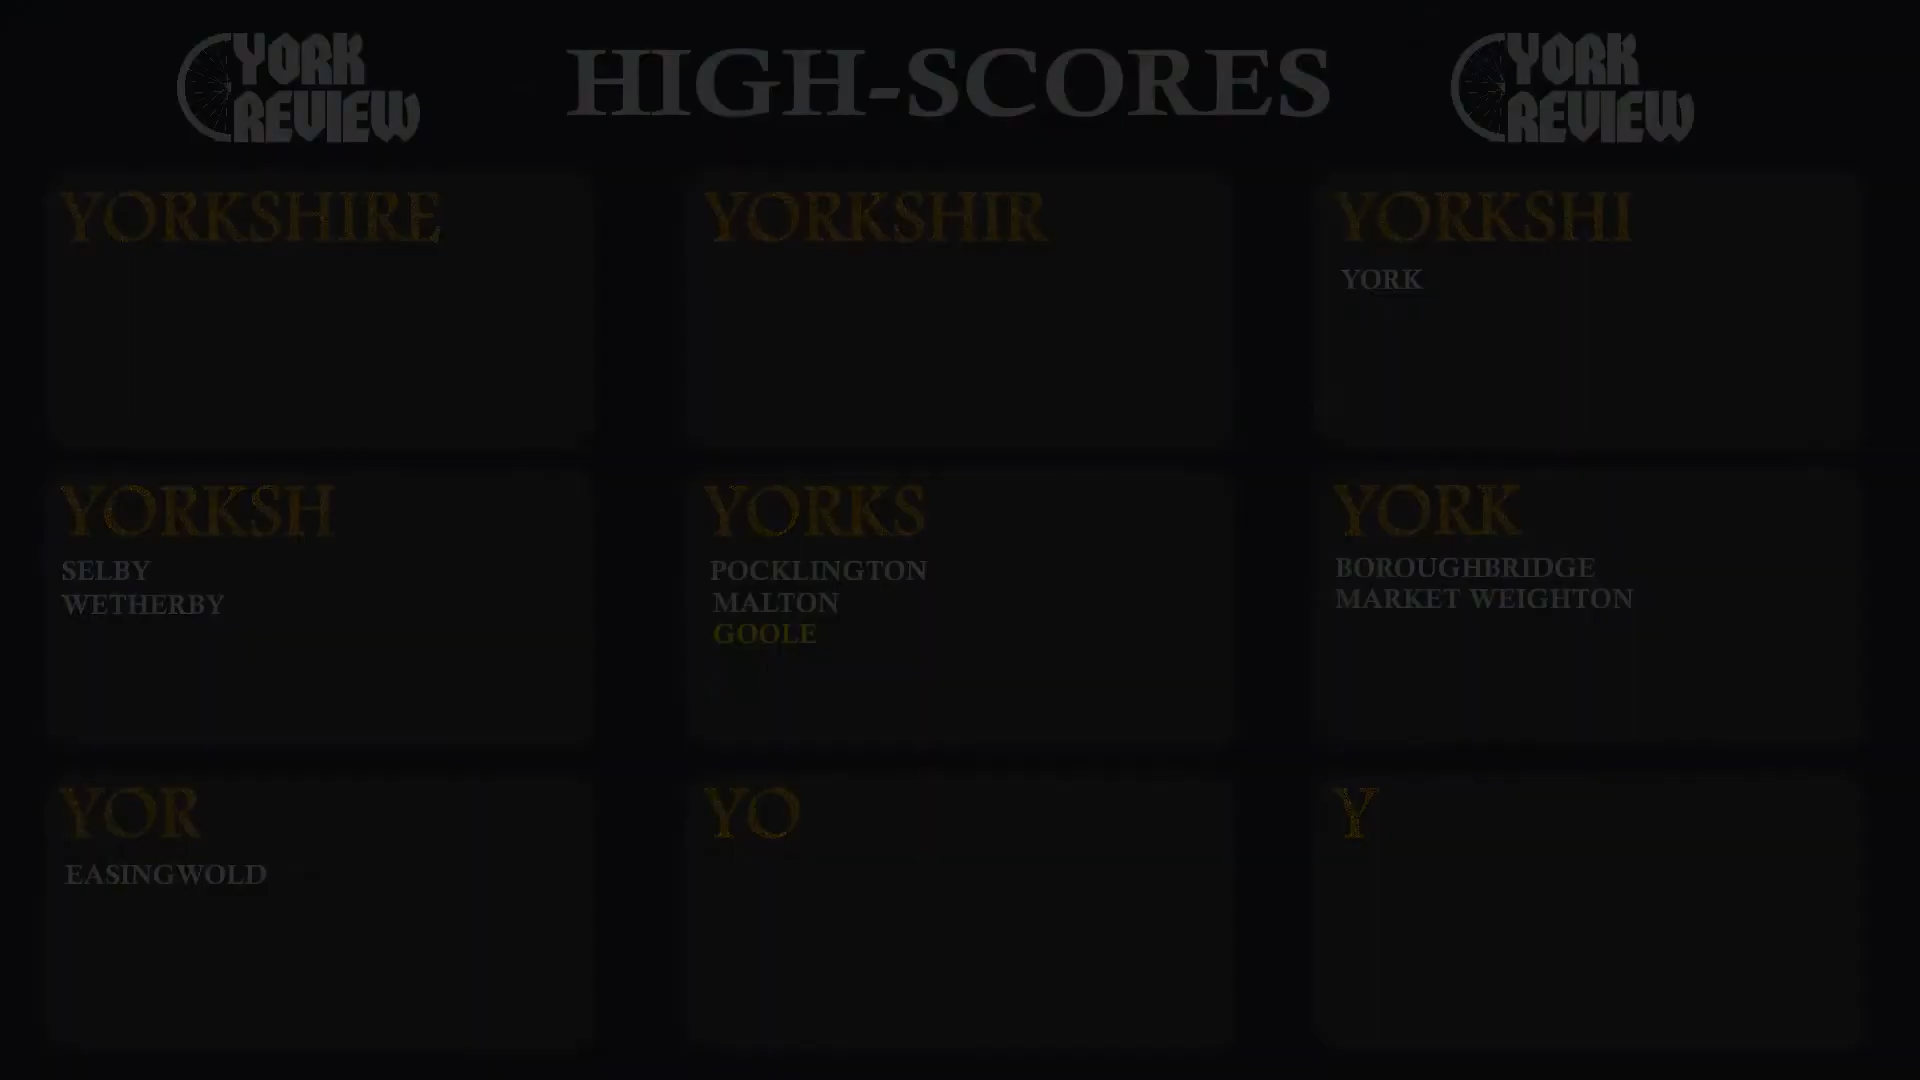 YORK
REVIEW
HIGH-SCORES
YORK
REVIEW
YORKSHIRE
YORKSHIR
YORKSHI
YORK
YORKSH
SELBY
WETHERBY
YORKS
POCKLINGTON
MALTON
GOOLE
YORK
BOROUGHBRIDGE
MARKET WEIGHTON
YOR
EASINGWOLD
YO
Y